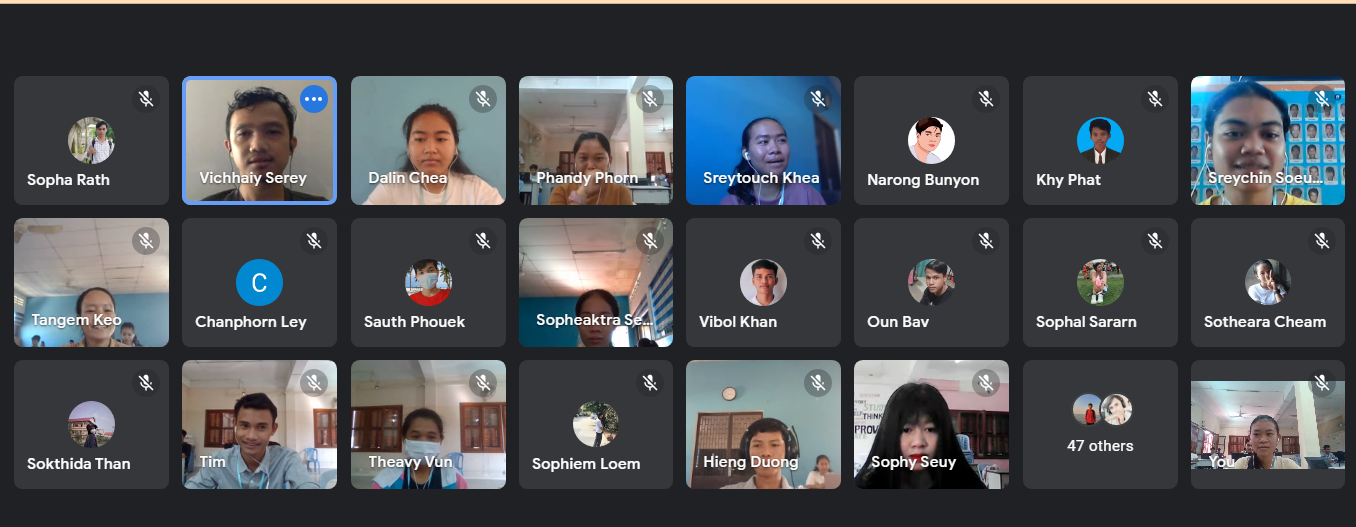 Sopha Rath
Vichhaiy Serey
Dalin Chea
Phandy Phorn
Sreytouch Khea
Narong Bunyon
Khy Phat
Sreychin Soeu...
Tangem Keo
C
Chanphorn Ley
Sauth Phouek
Sopheaktra Se...
Vibol Khan
Oun Bav
Sophal Sararn
Sotheara Cheam
Sokthida Than
Tim
Theavy Vun
Sophiem Loem
Hieng Duong
THINK
Sophy Seuy
47 others
You